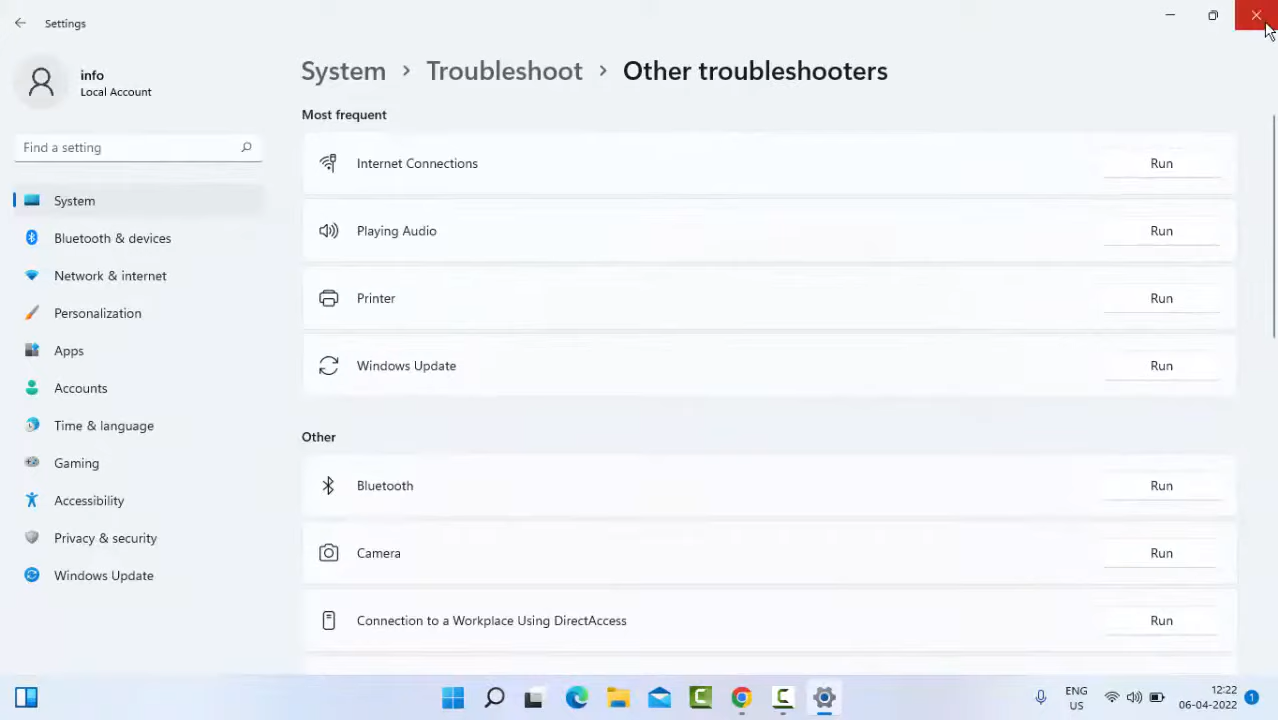 Settings
info
Local Account
Find a setting
System
Bluetooth & devices
Network & internet
Personalization
Apps
Accounts
Time & language
Gaming
Accessibility
Privacy & security
Windows Update
System > Troubleshoot > Other troubleshooters
Most frequent
Internet Connections Run
Playing Audio Run
Printer Run
Windows Update Run
Other
Bluetooth Run
Camera Run
Connection to a Workplace Using DirectAccess Run
ENG
US
12:22
06-04-2022
1